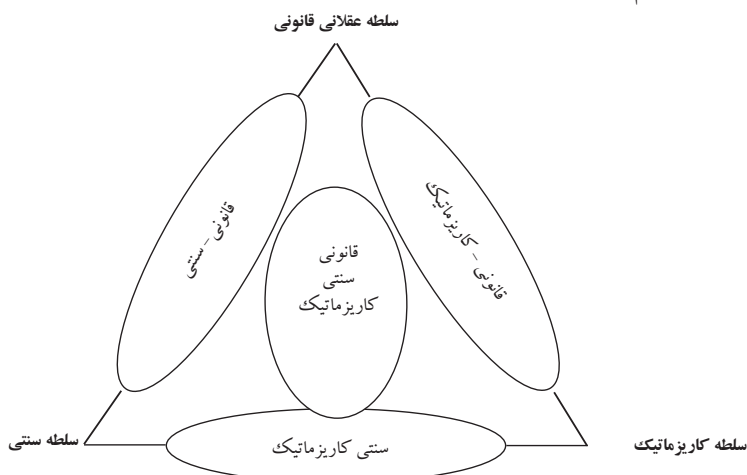 سلطه عقلانی قانونی
قانونی - کاریزماتیک
قانونی - سنتی
قانونی
سنتی
کاریزماتیک
سلطه کاریزماتیک
سنتی کاریزماتیک
سلطه سنتی